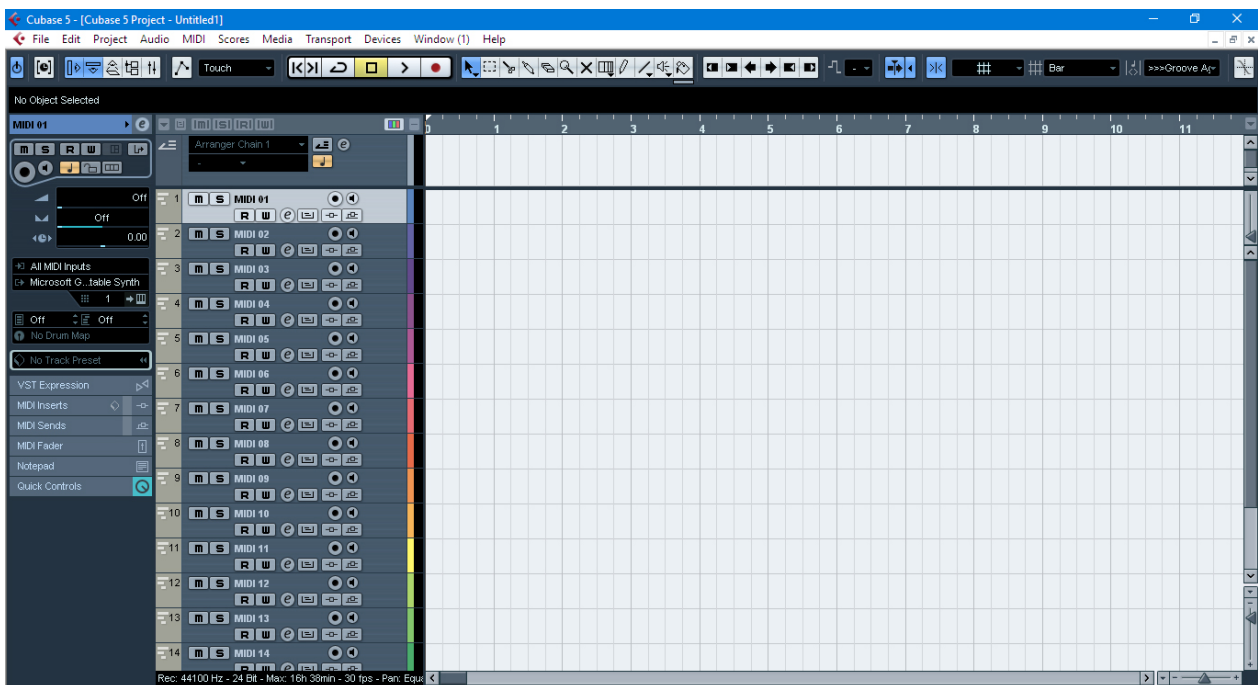 Cubase 5 - [Cubase 5 Project - Untitled1]
File Edit Project Audio MIDI Scores Media Transport Devices Window (1) Help
Touch
Bar
>>>Groove Ag
No Object Selected
MIDI 01
m s R W
0 1 2 3 4 5 6 7 8 9 10 11
Arranger Chain 1
Off
Off
0.00
All MIDI Inputs
Microsoft G...table Synth
1
Off Off
No Drum Map
No Track Preset
VST Expression
MIDI Inserts
MIDI Sends
MIDI Fader
Notepad
Quick Controls
[m] [s] [R] [W]
1 m S MIDI 01
R W e
2 m S MIDI 02
R W e
3 m S MIDI 03
R W e
4 m S MIDI 04
R W e
5 m S MIDI 05
R W e
6 m S MIDI 06
R W e
7 m S MIDI 07
R W e
8 m S MIDI 08
R W e
9 m S MIDI 09
R W e
10 m S MIDI 10
R W e
11 m S MIDI 11
R W e
12 m S MIDI 12
R W e
13 m S MIDI 13
R W e
14 m S MIDI 14
R W e
Rec: 44100 Hz - 24 Bit - Max: 16h 38min - 30 fps - Pan: Equa